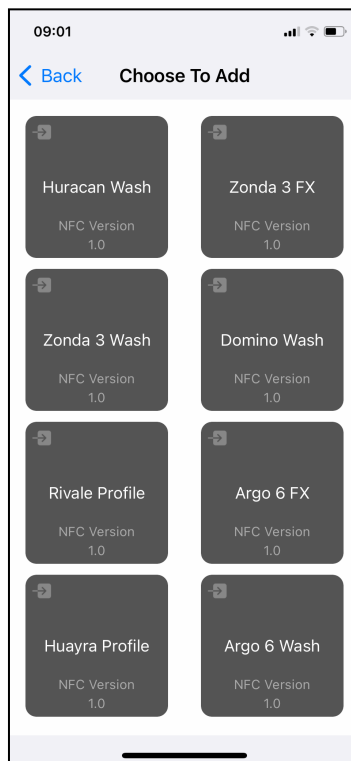 09:01
Back Choose To Add
Huracan Wash
NFC Version
1.0
Zonda 3 FX
NFC Version
1.0
Zonda 3 Wash
NFC Version
1.0
Domino Wash
NFC Version
1.0
Rivale Profile
NFC Version
1.0
Argo 6 FX
NFC Version
1.0
Huayra Profile
NFC Version
1.0
Argo 6 Wash
NFC Version
1.0